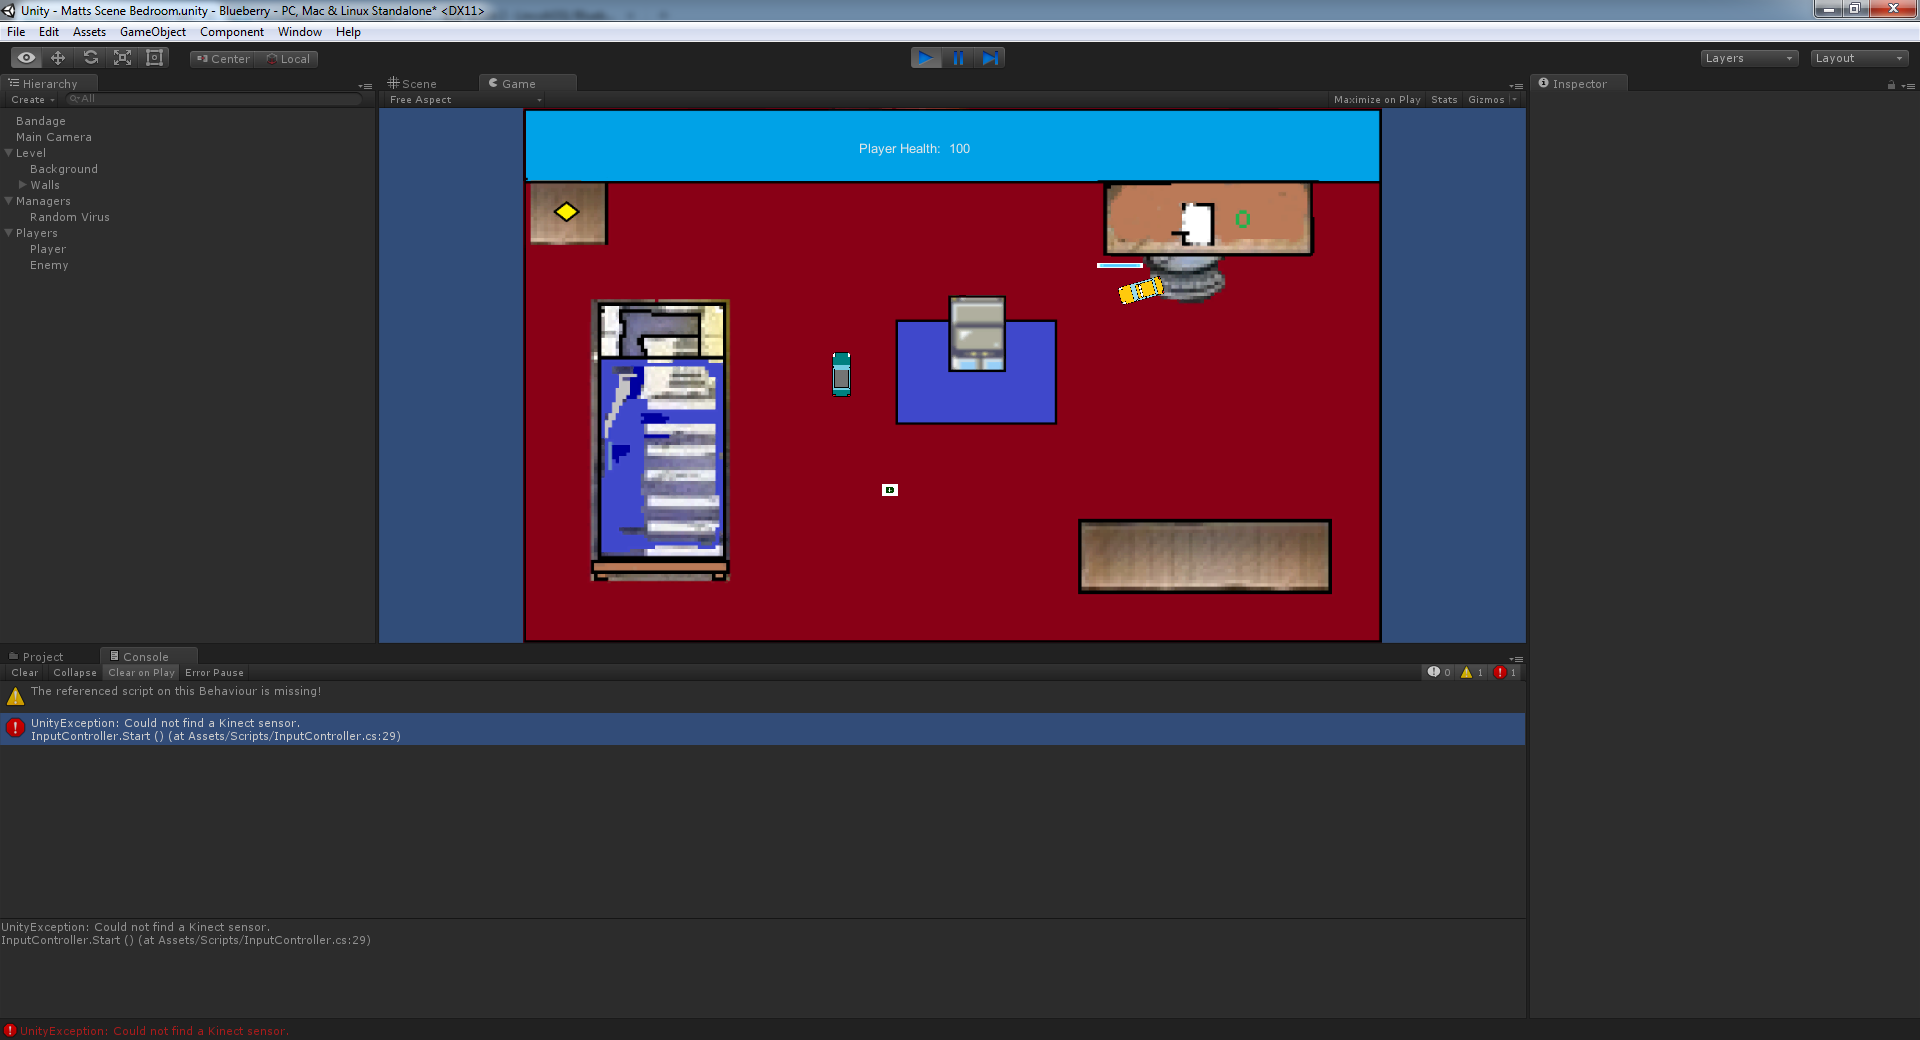 Unity - Matts Scene Bedroom.unity - Blueberry - PC, Mac & Linux Standalone* <DX11>
File Edit Assets GameObject Component Window Help
Center Local Layers Layout
Hierarchy Scene Game Inspector
Create All Free Aspect Maximize on Play Stats Gizmos
Bandage
Main Camera
Level
Background
Walls
Managers
Random Virus
Players
Player
Enemy
Player Health: 100
0
Project Console
Clear Collapse Clear on Play Error Pause 0 1 1
The referenced script on this Behaviour is missing!
UnityException: Could not find a Kinect sensor.
InputController.Start () (at Assets/Scripts/InputController.cs:29)
UnityException: Could not find a Kinect sensor.
InputController.Start () (at Assets/Scripts/InputController.cs:29)
UnityException: Could not find a Kinect sensor.